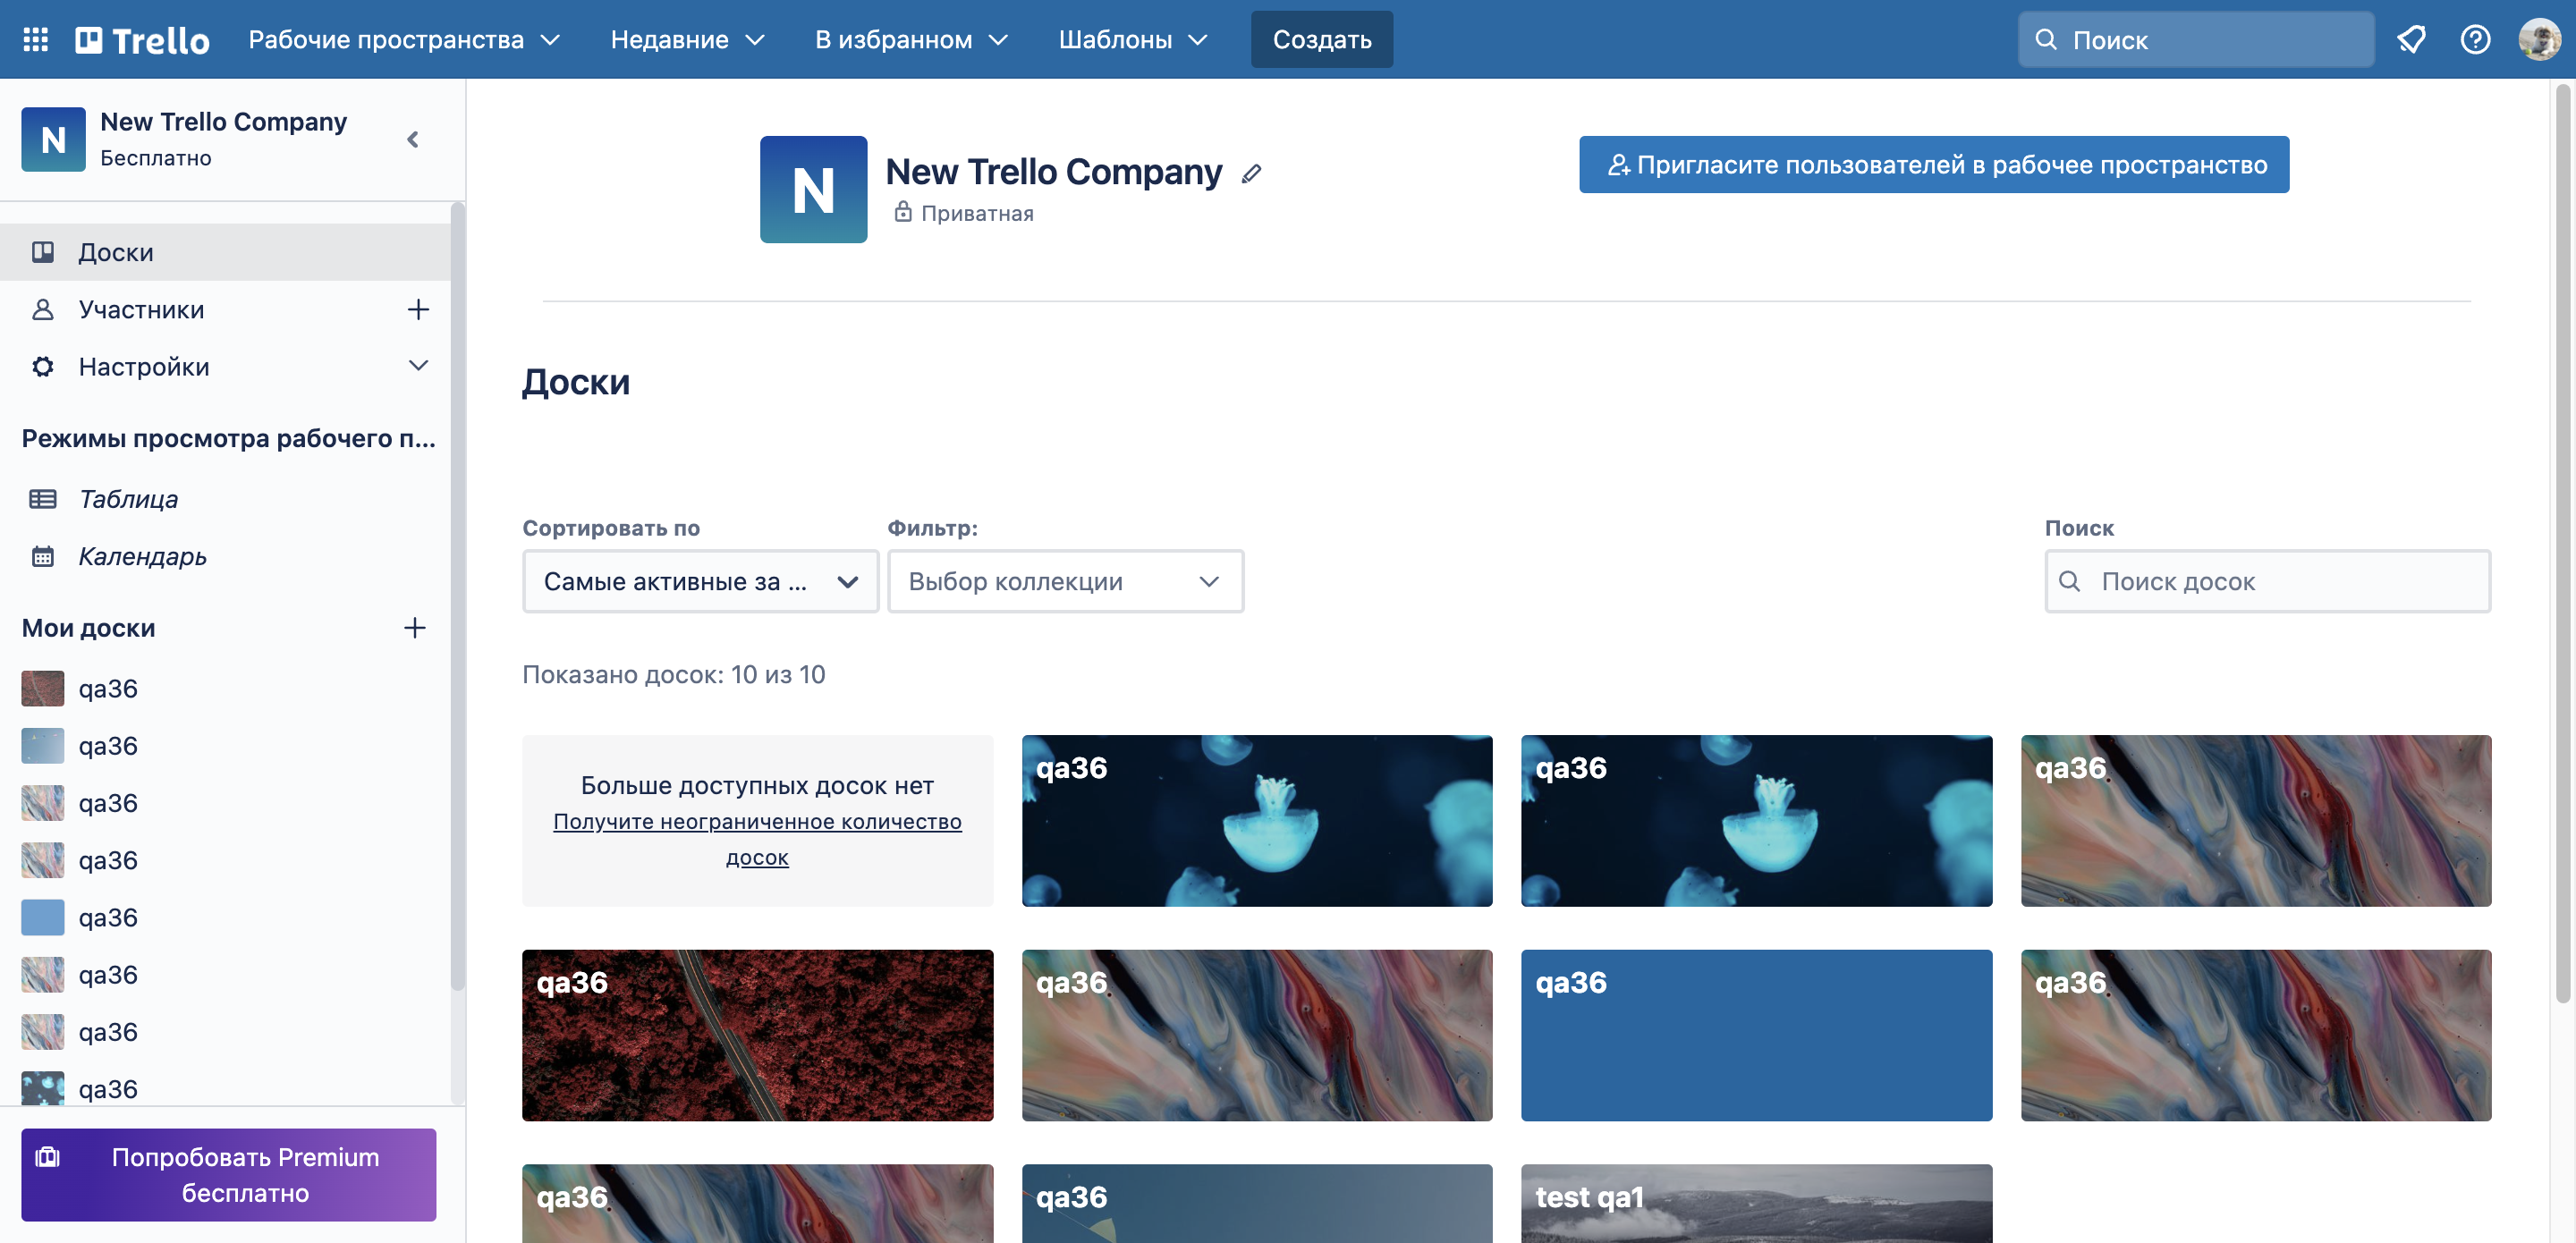 Trello
Рабочие пространства
Недавние
В избранном
Шаблоны
Создать
Поиск
N
New Trello Company
Бесплатно
Доски
Участники
Настройки
Режимы просмотра рабочего п...
Таблица
Календарь
Мои доски
qa36
qa36
qa36
qa36
qa36
qa36
qa36
qa36
Попробовать Premium
бесплатно
N
New Trello Company
Приватная
Пригласите пользователей в рабочее пространство
Доски
Сортировать по
Самые активные за ...
Фильтр:
Выбор коллекции
Поиск
Поиск досок
Показано досок: 10 из 10
Больше доступных досок нет
Получите неограниченное количество
досок
qa36
qa36
qa36
qa36
qa36
qa36
qa36
qa36
qa36
test qa1